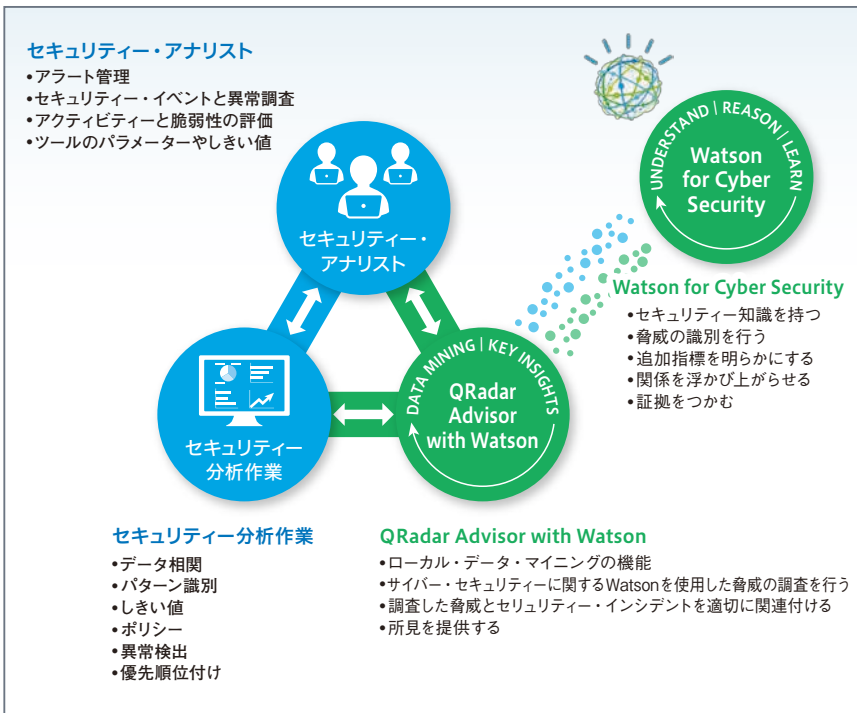 セキュリティー・アナリスト
•アラート管理
•セキュリティー・イベントと異常調査
•アクティビティーと脆弱性の評価
•ツールのパラメーターやしきい値
セキュリティー・
アナリスト
UNDERSTAND | REASON | LEARN
Watson
for Cyber
Security
Watson for Cyber Security
•セキュリティー知識を持つ
•脅威の識別を行う
•追加指標を明らかにする
•関係を浮かび上がらせる
•証拠をつかむ
セキュリティー
分析作業
DATA MINING | KEY INSIGHTS
QRadar
Advisor
with Watson
セキュリティー分析作業
•データ相関
•パターン識別
•しきい値
•ポリシー
•異常検出
•優先順位付け
QRadar Advisor with Watson
•ローカル・データ・マイニングの機能
•サイバー・セキュリティーに関するWatsonを使用した脅威の調査を行う
•調査した脅威とセリュリティー・インシデントを適切に関連付ける
•所見を提供する